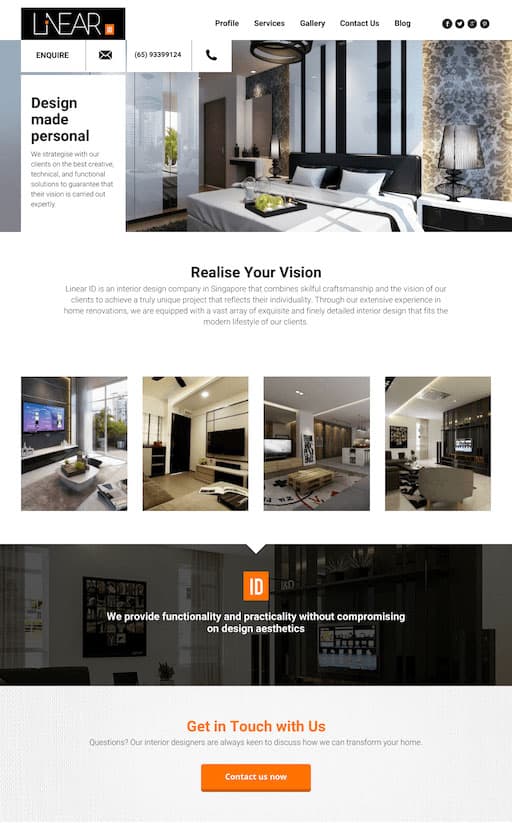 LiNEAR ID
Profile Services Gallery Contact Us Blog
ENQUIRE (65) 93399124
Design
made
personal
We strategise with our
clients on the best creative,
technical, and functional
solutions to guarantee that
their vision is carried out
expertly.
Realise Your Vision
Linear ID is an interior design company in Singapore that combines skilful craftsmanship and the vision of our
clients to achieve a truly unique project that reflects their individuality. Through our extensive experience in
home renovations, we are equipped with a vast array of exquisite and finely detailed interior design that fits the
modern lifestyle of our clients.
ID
We provide functionality and practicality without compromising
on design aesthetics
Get in Touch with Us
Questions? Our interior designers are always keen to discuss how we can transform your home.
Contact us now